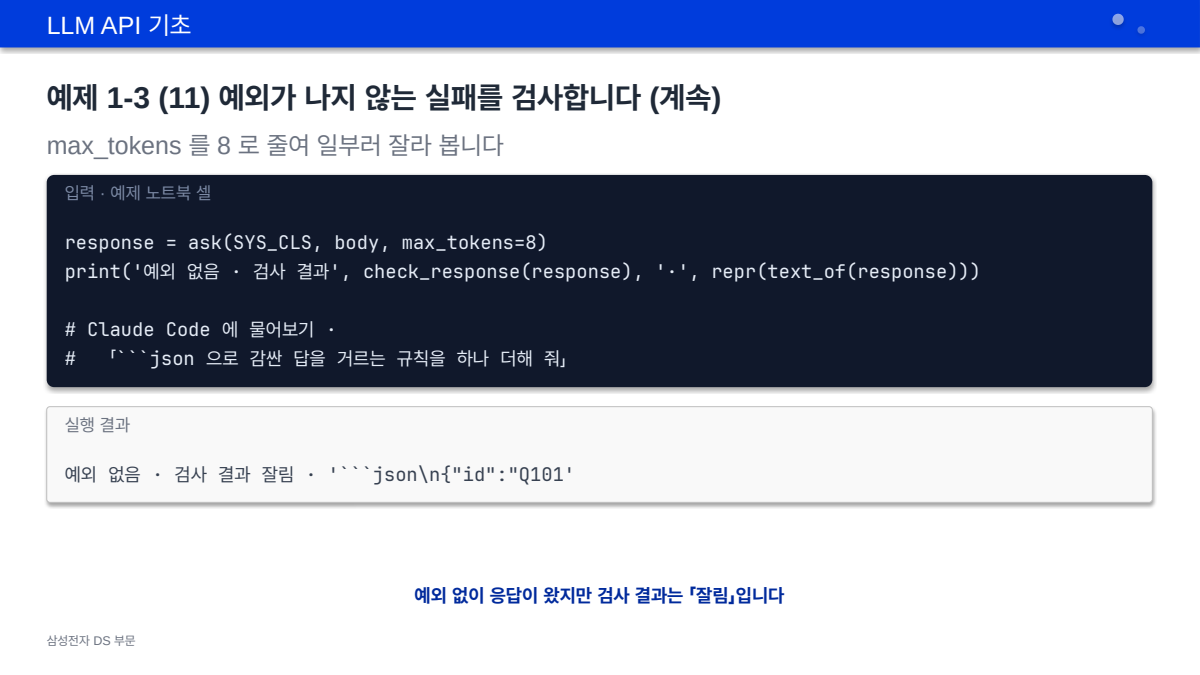 LLM API 기초
예제 1-3 (11) 예외가 나지 않는 실패를 검사합니다 (계속)
max_tokens 를 8 로 줄여 일부러 잘라 봅니다
입력 · 예제 노트북 셀
response = ask(SYS_CLS, body, max_tokens=8)
print('예외 없음 · 검사 결과', check_response(response), '·', repr(text_of(response)))
# Claude Code 에 물어보기 ·
#   「```json 으로 감싼 답을 거르는 규칙을 하나 더해 줘」
실행 결과
예외 없음 · 검사 결과 잘림 · '```json\n{"id":"Q101'
예외 없이 응답이 왔지만 검사 결과는 「잘림」입니다
삼성전자 DS 부문